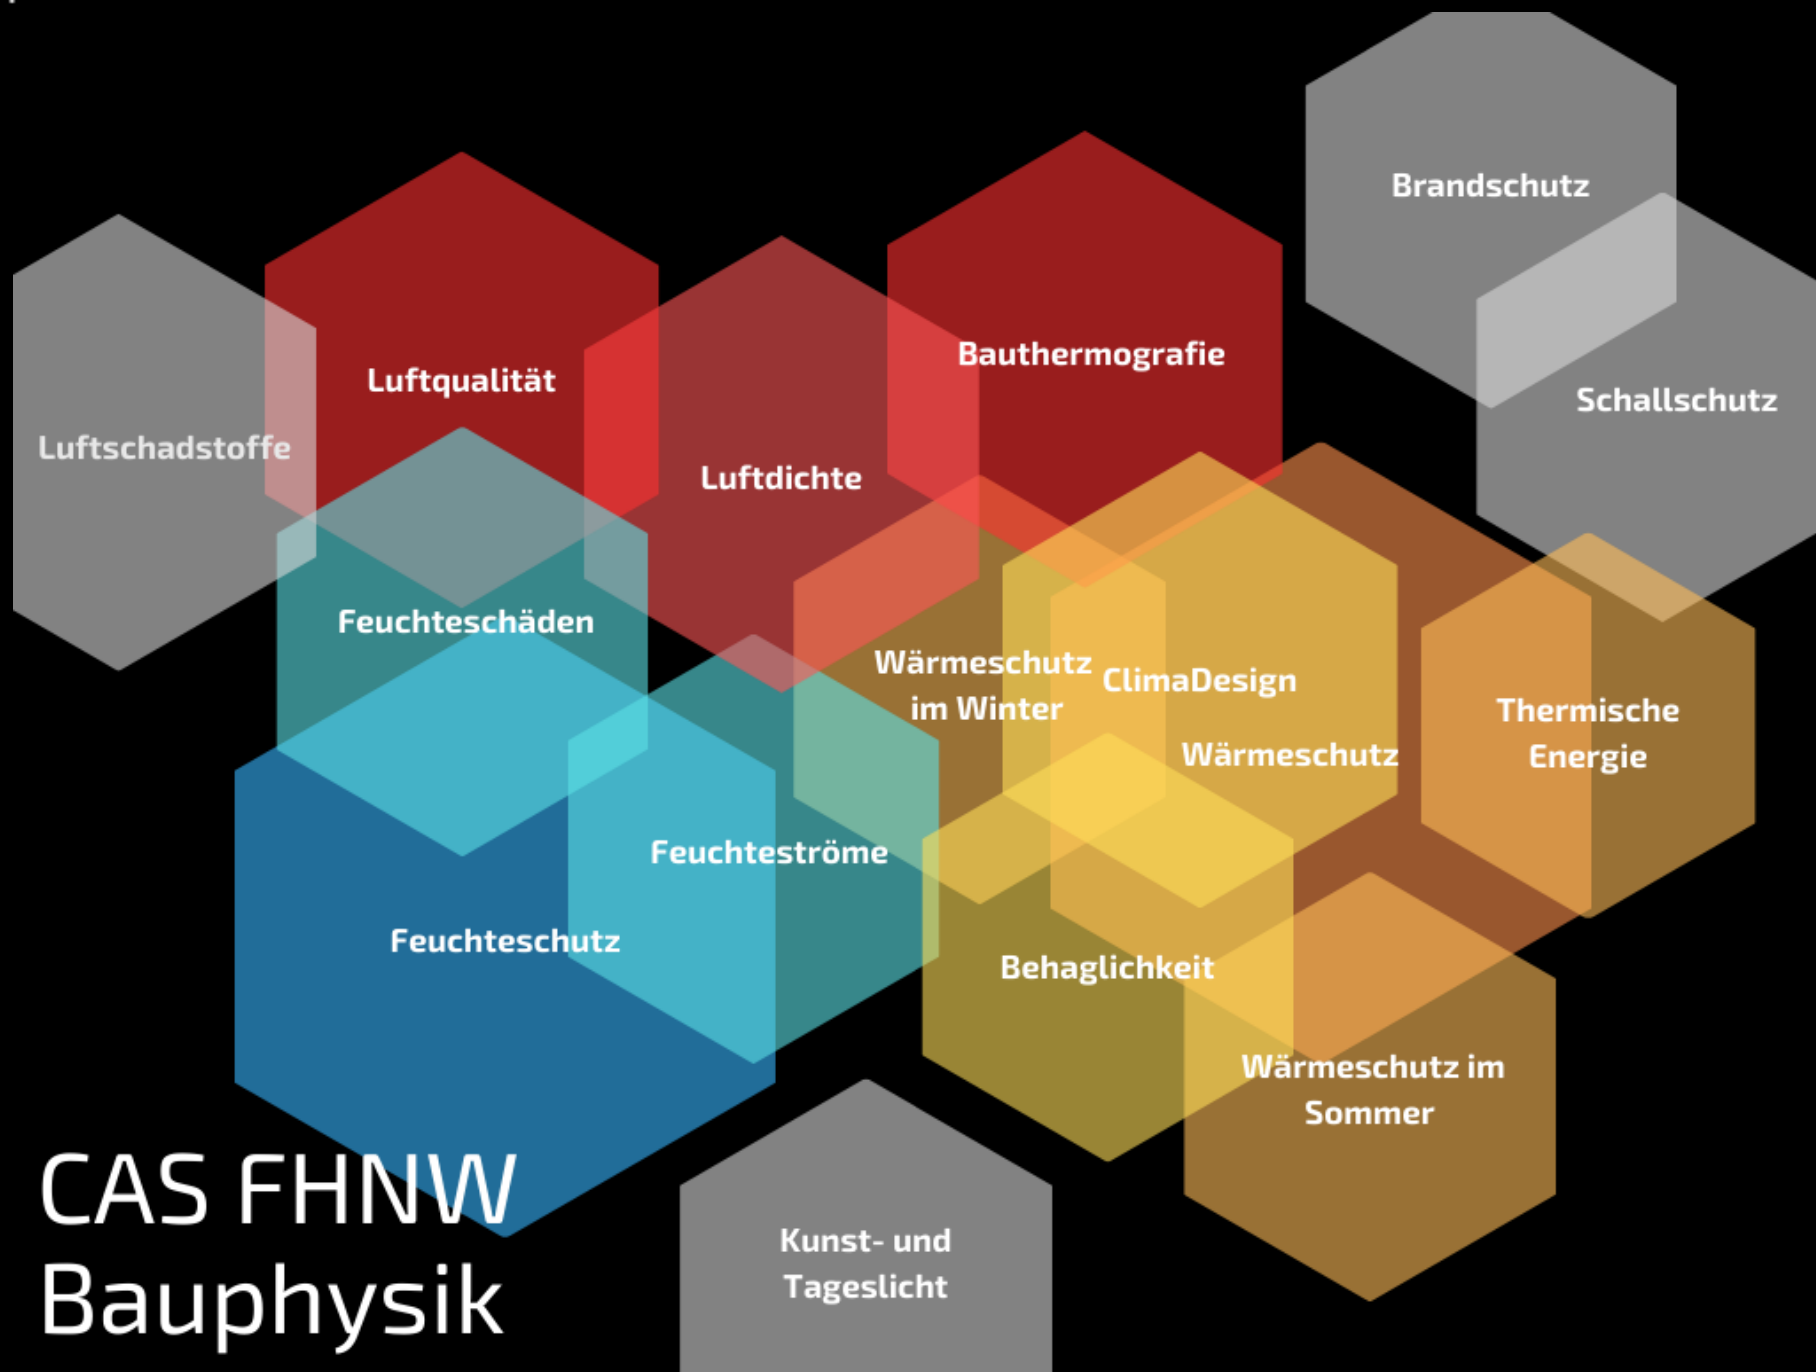 Brandschutz
Bauthermografie
Luftqualität
Schallschutz
Luftschadstoffe
Luftdichte
Feuchteschäden
Wärmeschutz
im Winter
ClimaDesign
Wärmeschutz
Thermische
Energie
Feuchteströme
Feuchteschutz
Behaglichkeit
Wärmeschutz im
Sommer
CAS FHNW
Bauphysik
Kunst- und
Tageslicht